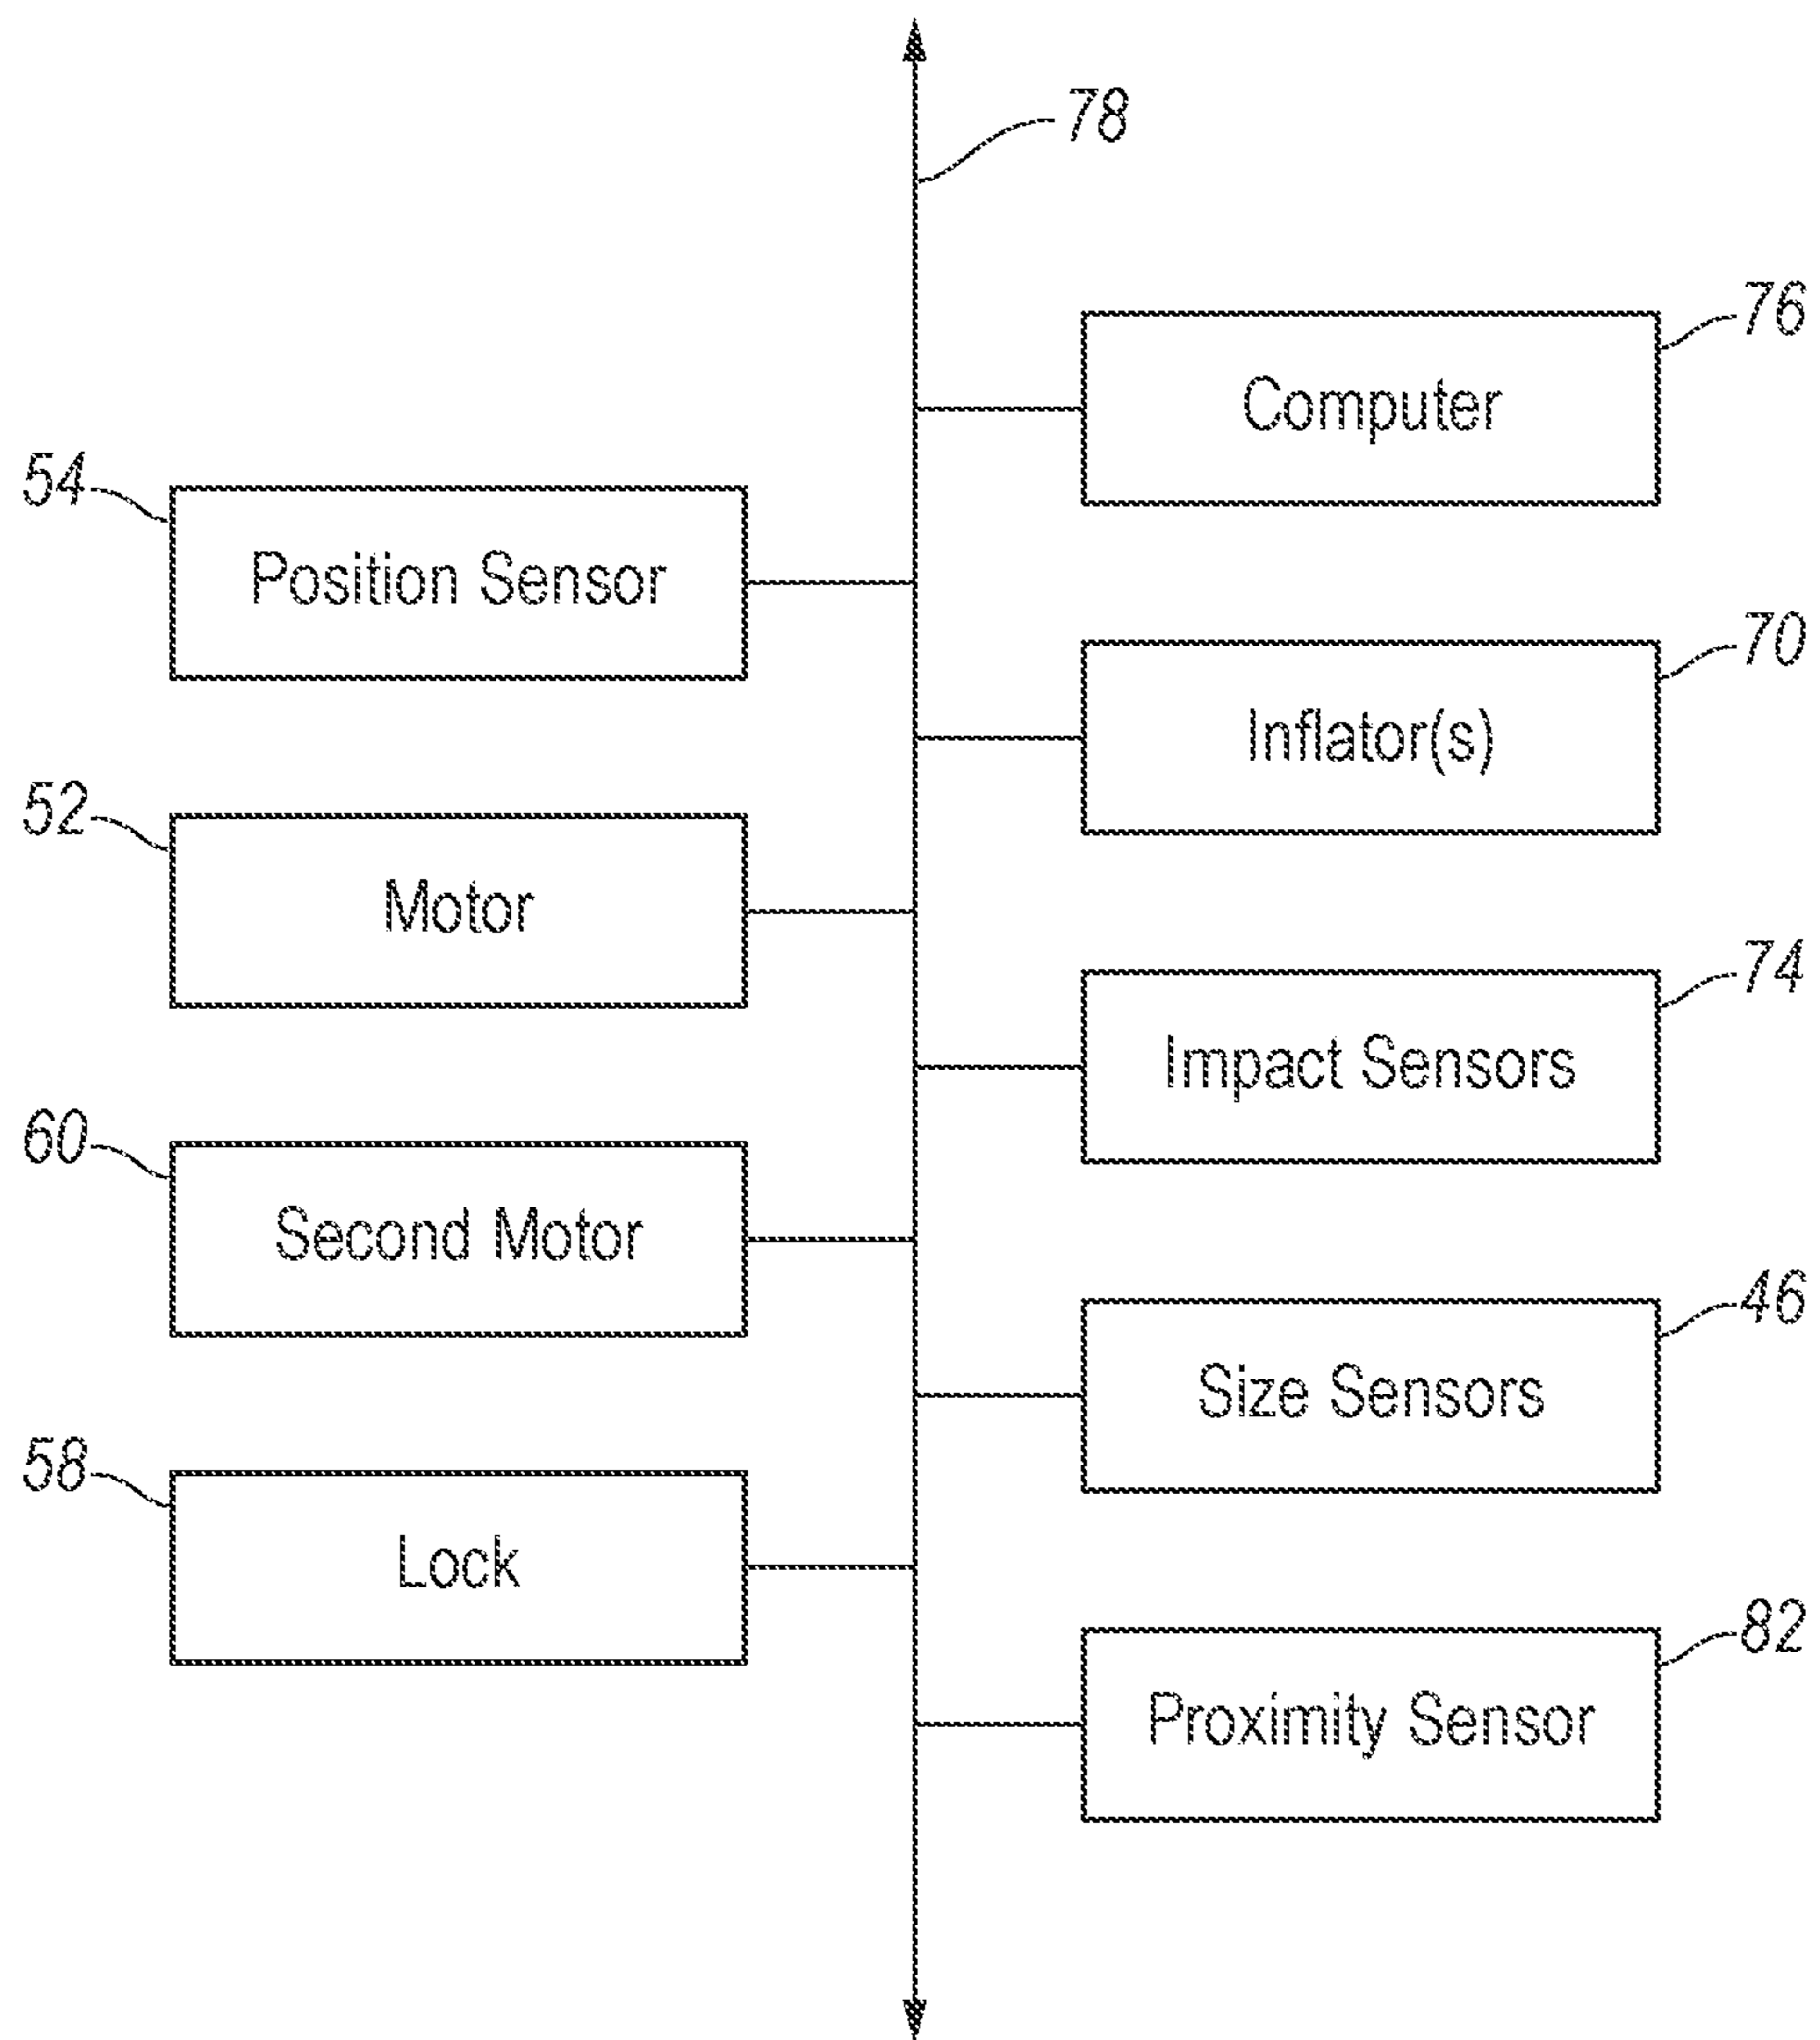 78
76
Computer
54
Position Sensor
70
Inflator(s)
52
Motor
74
Impact Sensors
60
Second Motor
46
Size Sensors
58
Lock
82
Proximity Sensor